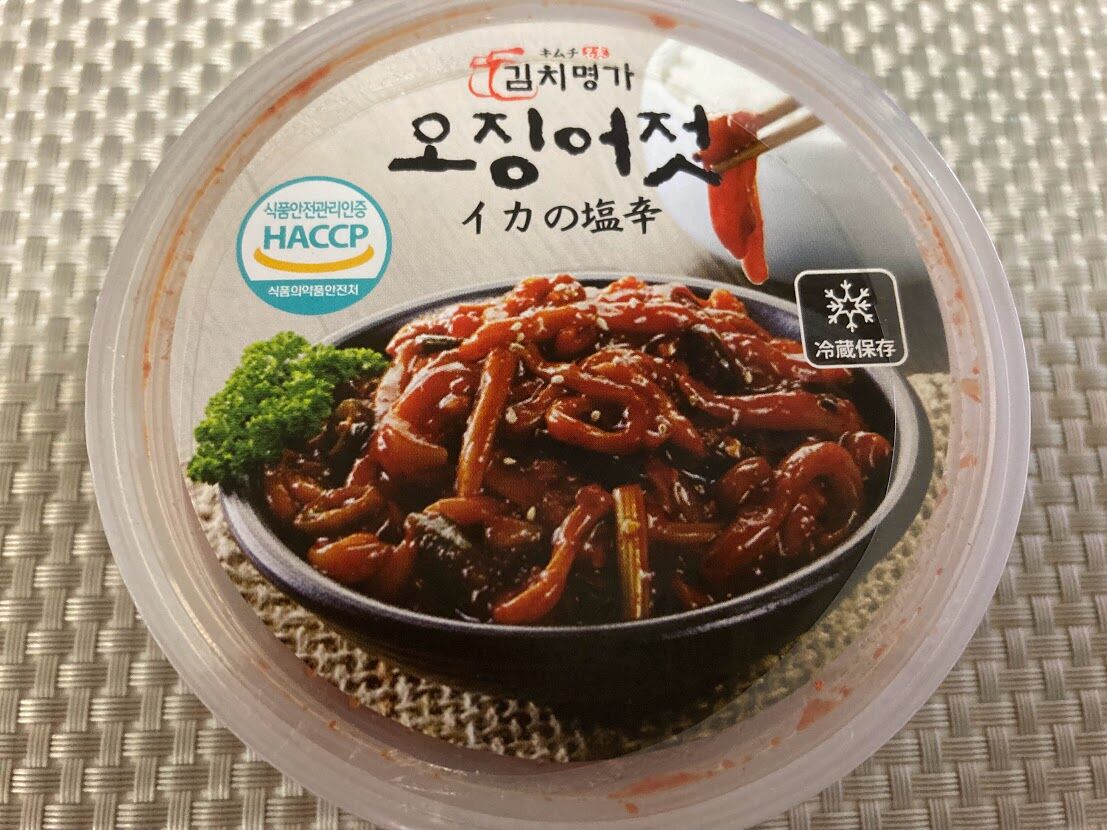 キムチ
김치명가
오징어젓
イカの塩辛
식품안전관리인증
HACCP
식품의약품안전처
冷蔵保存